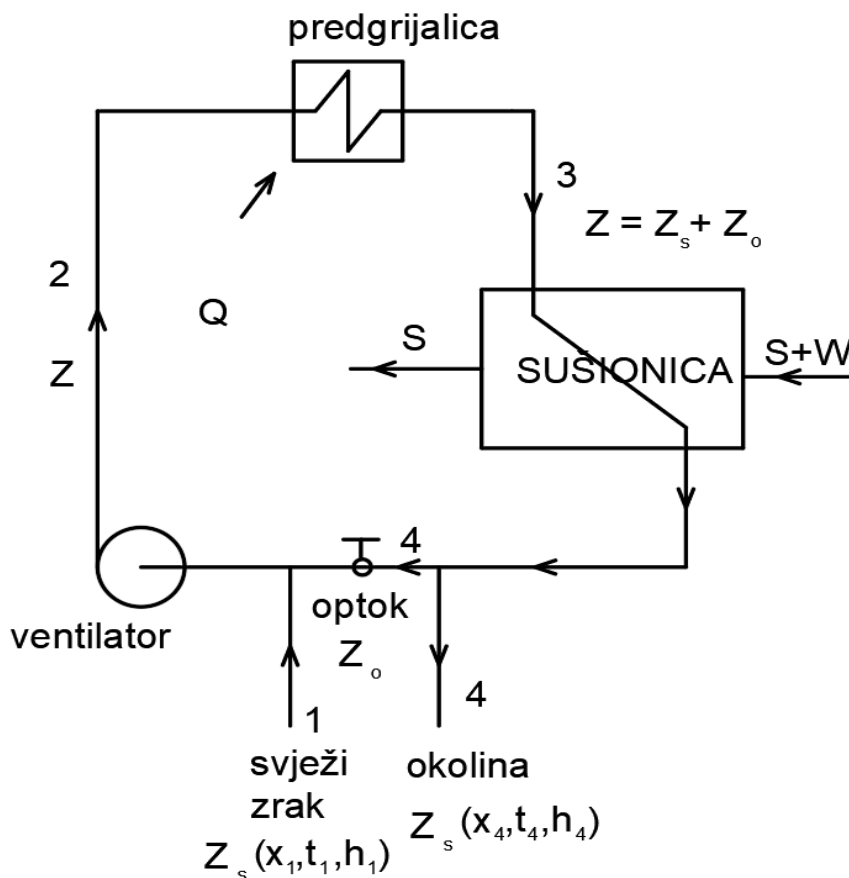 predgrijalica
3
Z = Zₛ + Zₒ
2
Q
Z
S
SUŠIONICA
S+W
4
optok
Zₒ
ventilator
1
svježi
zrak
Zₛ (x₁,t₁,h₁)
4
okolina
Zₛ (x₄,t₄,h₄)